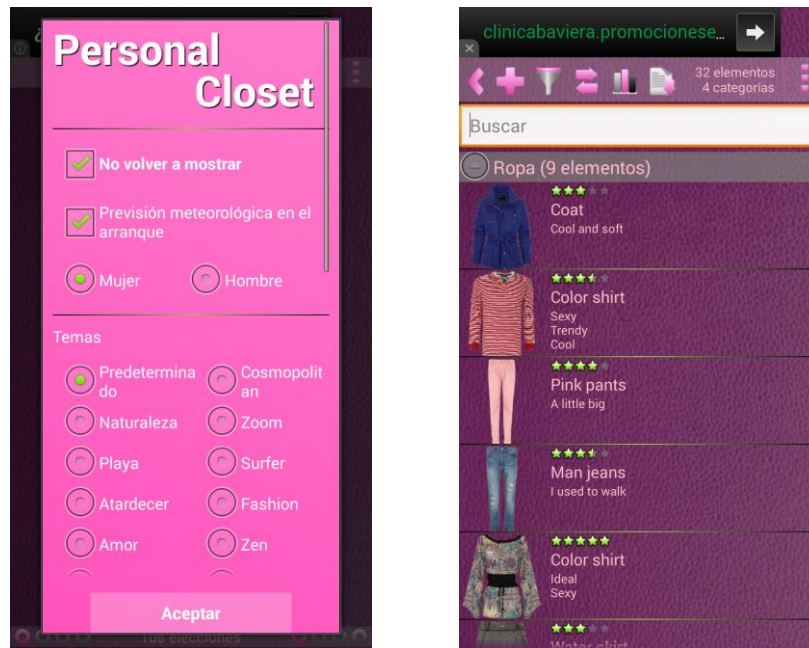 Personal
Closet
No volver a mostrar
Previsión meteorológica en el
arranque
Mujer
Hombre
Temas
Predetermina
do
Cosmopolit
an
Naturaleza
Zoom
Playa
Surfer
Atardecer
Fashion
Amor
Zen
Aceptar
Tus elecciones
clinicabaviera.promocionese...
32 elementos
4 categorías
Buscar
Ropa (9 elementos)
Coat
Cool and soft
Color shirt
Sexy
Trendy
Cool
Pink pants
A little big
Man jeans
I used to walk
Color shirt
Ideal
Sexy